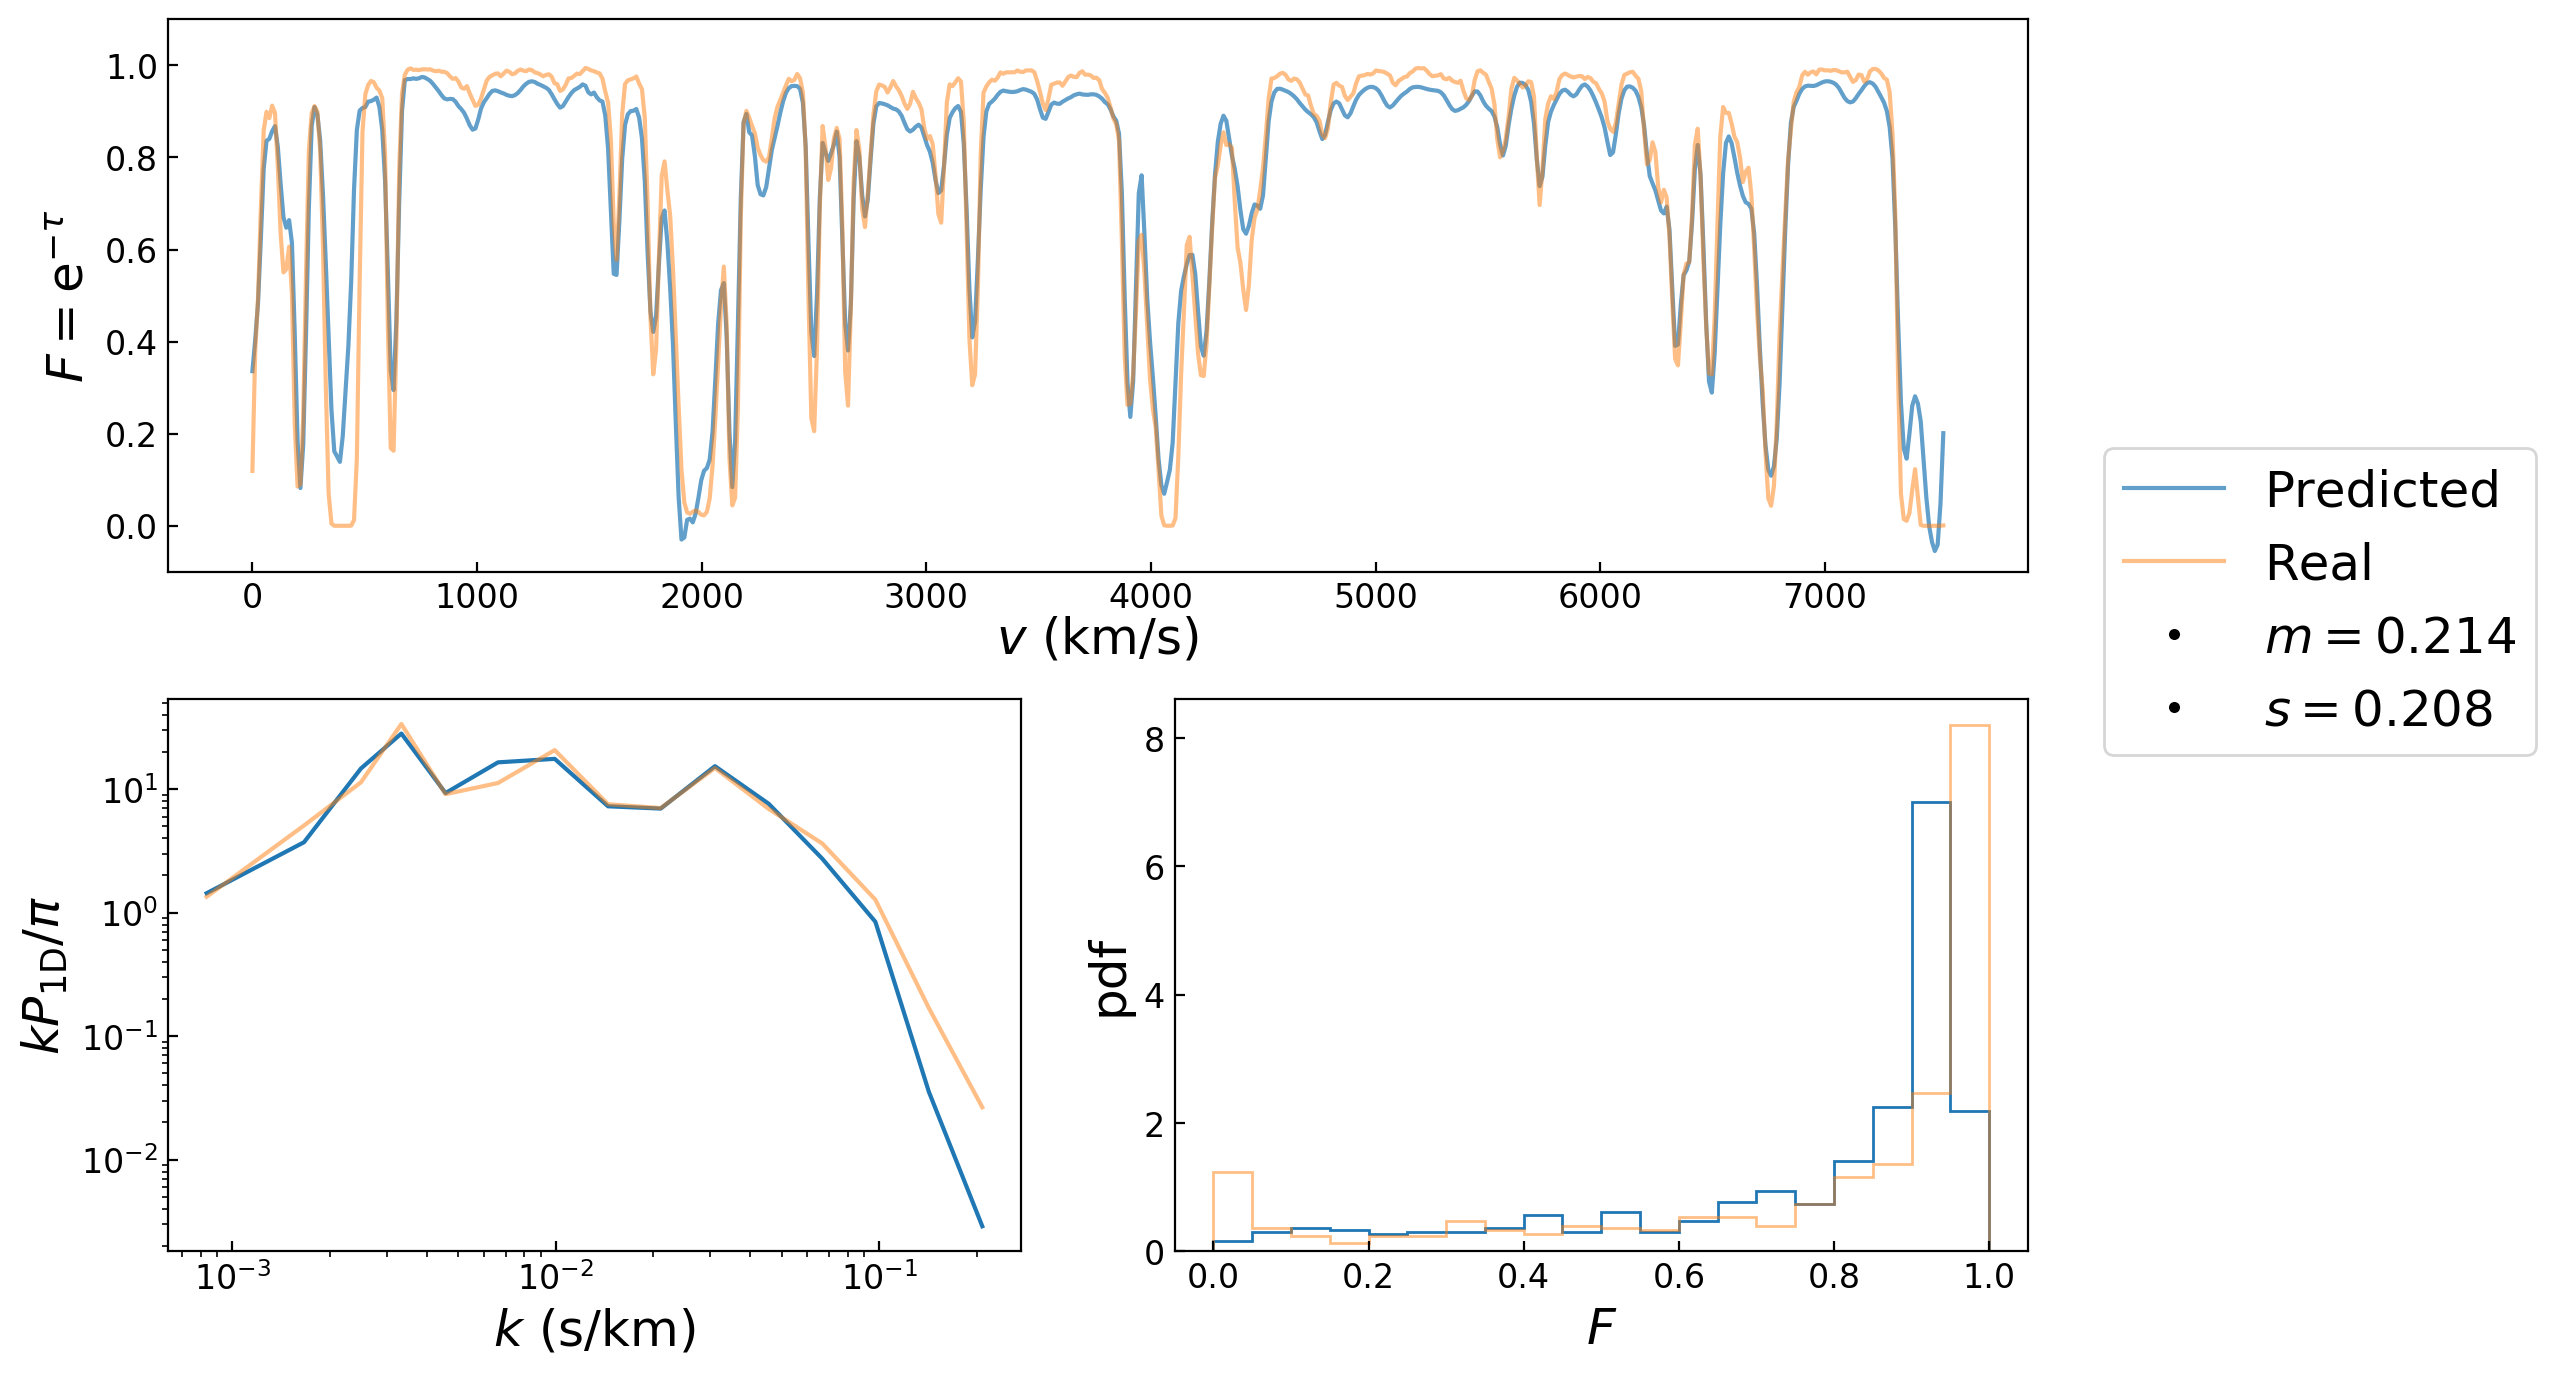 F = e^{−τ}
1.0
0.8
0.6
0.4
0.2
0.0
0 1000 2000 3000 4000 5000 6000 7000
v (km/s)
Predicted
Real
m = 0.214
s = 0.208
kP_{1D}/π
10^{1}
10^{0}
10^{−1}
10^{−2}
10^{−3} 10^{−2} 10^{−1}
k (s/km)
pdf
8
6
4
2
0
0.0 0.2 0.4 0.6 0.8 1.0
F